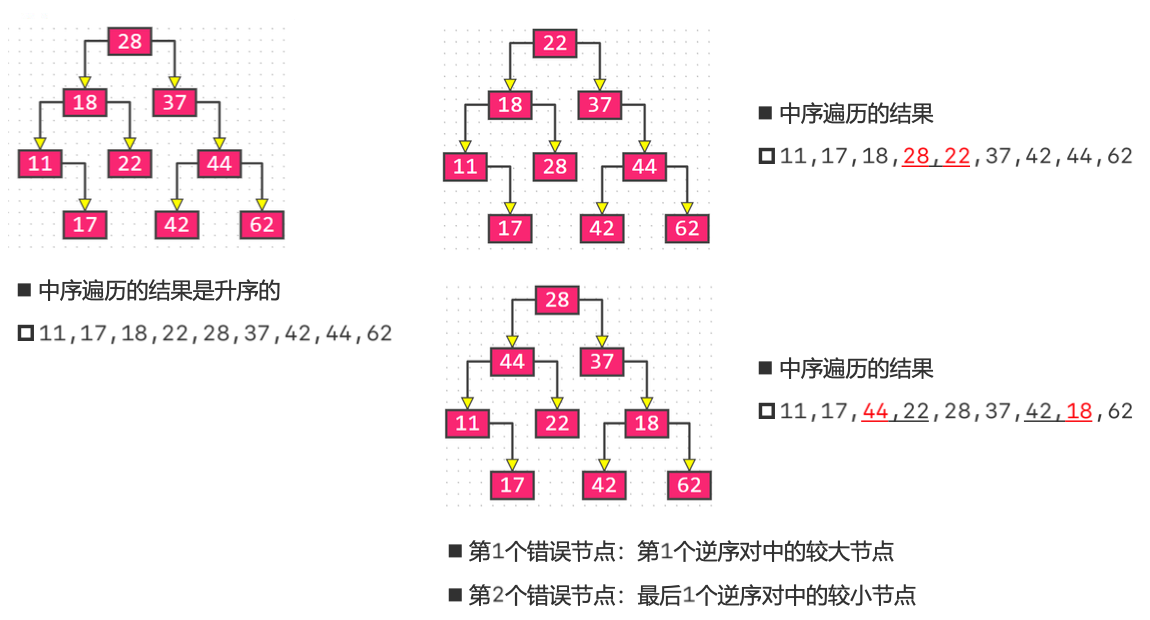 28
18 37
11 22 44
17 42 62
■ 中序遍历的结果是升序的
11,17,18,22,28,37,42,44,62
22
18 37
11 28 44
17 42 62
■ 中序遍历的结果
11,17,18,28,22,37,42,44,62
28
44 37
11 22 18
17 42 62
■ 中序遍历的结果
11,17,44,22,28,37,42,18,62
■ 第1个错误节点：第1个逆序对中的较大节点
■ 第2个错误节点：最后1个逆序对中的较小节点